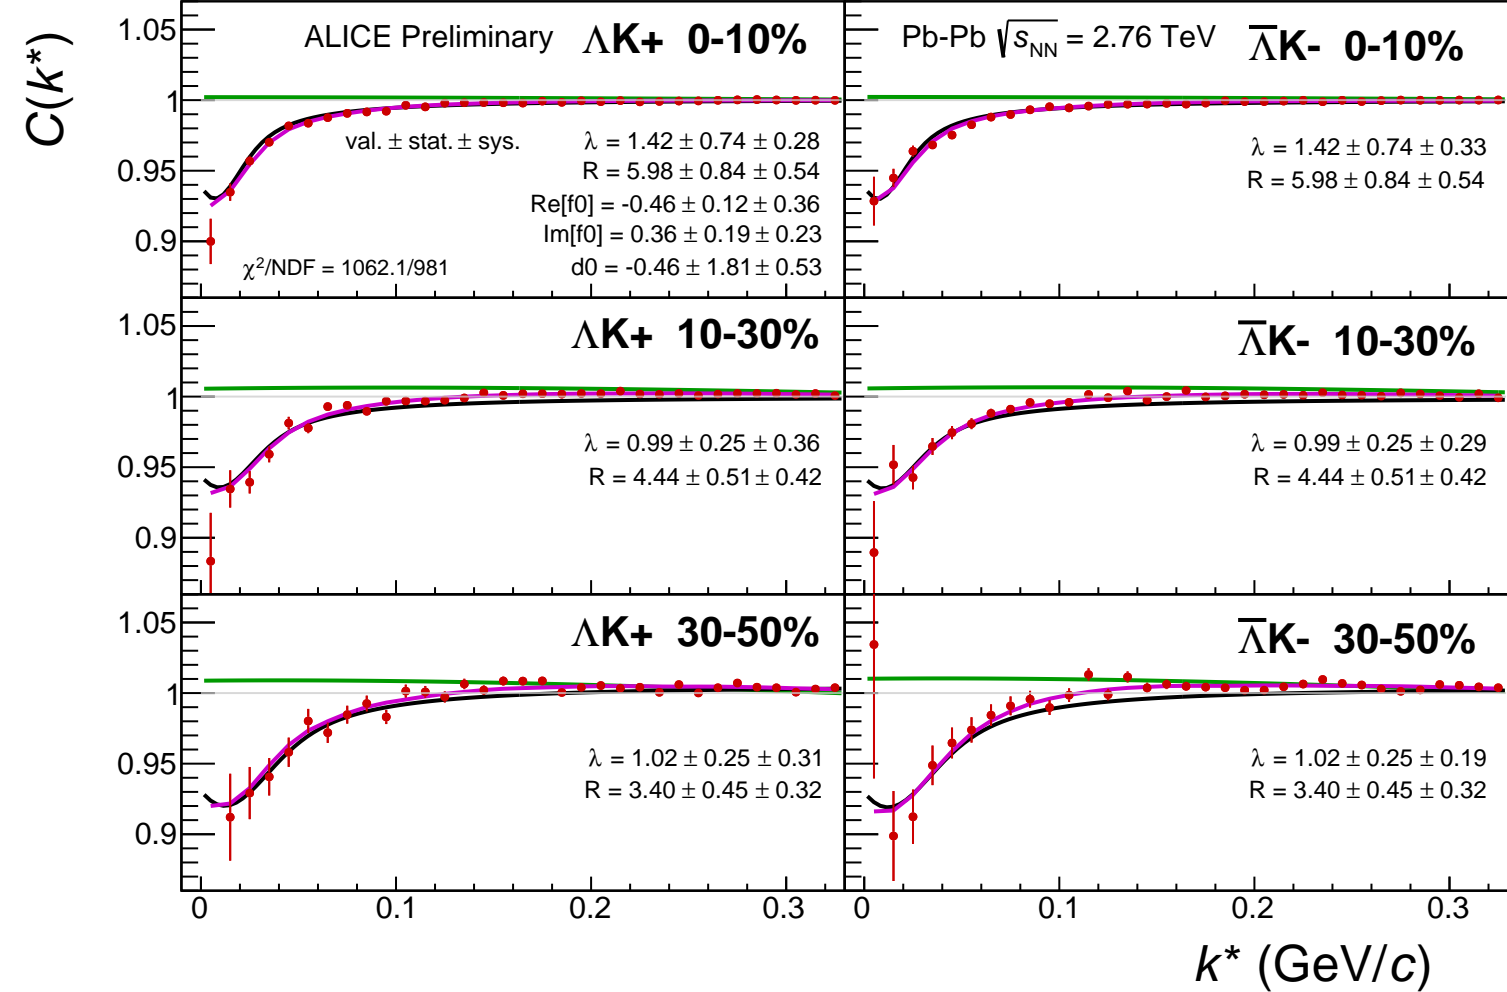 C(k*)
ALICE Preliminary ΛK+ 0-10%
1.05
1
0.95
0.9
val. ± stat. ± sys.
λ = 1.42 ± 0.74 ± 0.28
R = 5.98 ± 0.84 ± 0.54
Re[f0] = -0.46 ± 0.12 ± 0.36
Im[f0] = 0.36 ± 0.19 ± 0.23
d0 = -0.46 ± 1.81 ± 0.53
χ²/NDF = 1062.1/981
Pb-Pb √s_NN = 2.76 TeV Λ̅K- 0-10%
λ = 1.42 ± 0.74 ± 0.33
R = 5.98 ± 0.84 ± 0.54
ΛK+ 10-30%
1.05
1
0.95
0.9
λ = 0.99 ± 0.25 ± 0.36
R = 4.44 ± 0.51 ± 0.42
Λ̅K- 10-30%
λ = 0.99 ± 0.25 ± 0.29
R = 4.44 ± 0.51 ± 0.42
ΛK+ 30-50%
1.05
1
0.95
0.9
λ = 1.02 ± 0.25 ± 0.31
R = 3.40 ± 0.45 ± 0.32
Λ̅K- 30-50%
λ = 1.02 ± 0.25 ± 0.19
R = 3.40 ± 0.45 ± 0.32
0 0.1 0.2 0.3 0 0.1 0.2 0.3
k* (GeV/c)